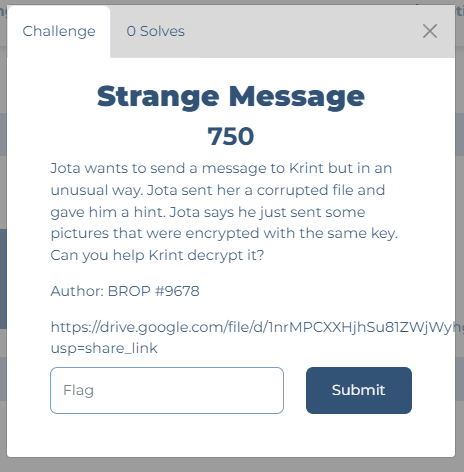 Challenge
0 Solves
Strange Message
750
Jota wants to send a message to Krint but in an
unusual way. Jota sent her a corrupted file and
gave him a hint. Jota says he just sent some
pictures that were encrypted with the same key.
Can you help Krint decrypt it?
Author: BROP #9678
https://drive.google.com/file/d/1nrMPCXXHjhSu81ZWjWyh
usp=share_link
Flag
Submit